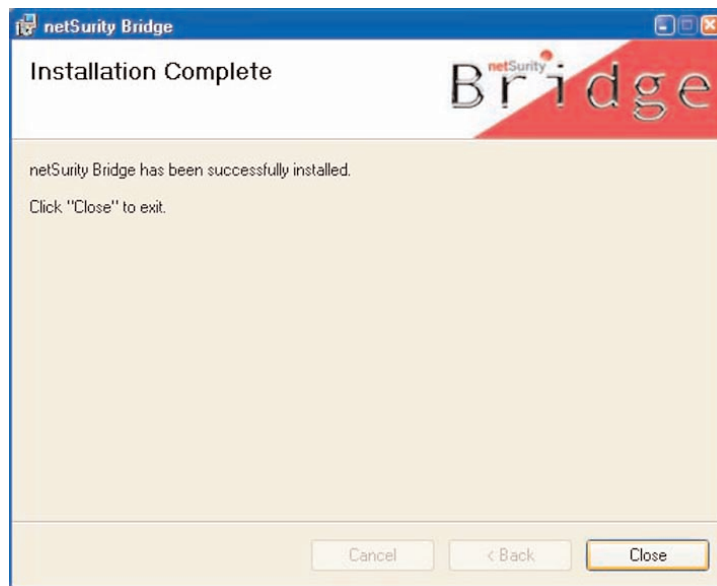 netSurity Bridge
Installation Complete
netSurity
Bridge
netSurity Bridge has been successfully installed.
Click "Close" to exit.
Cancel
< Back
Close